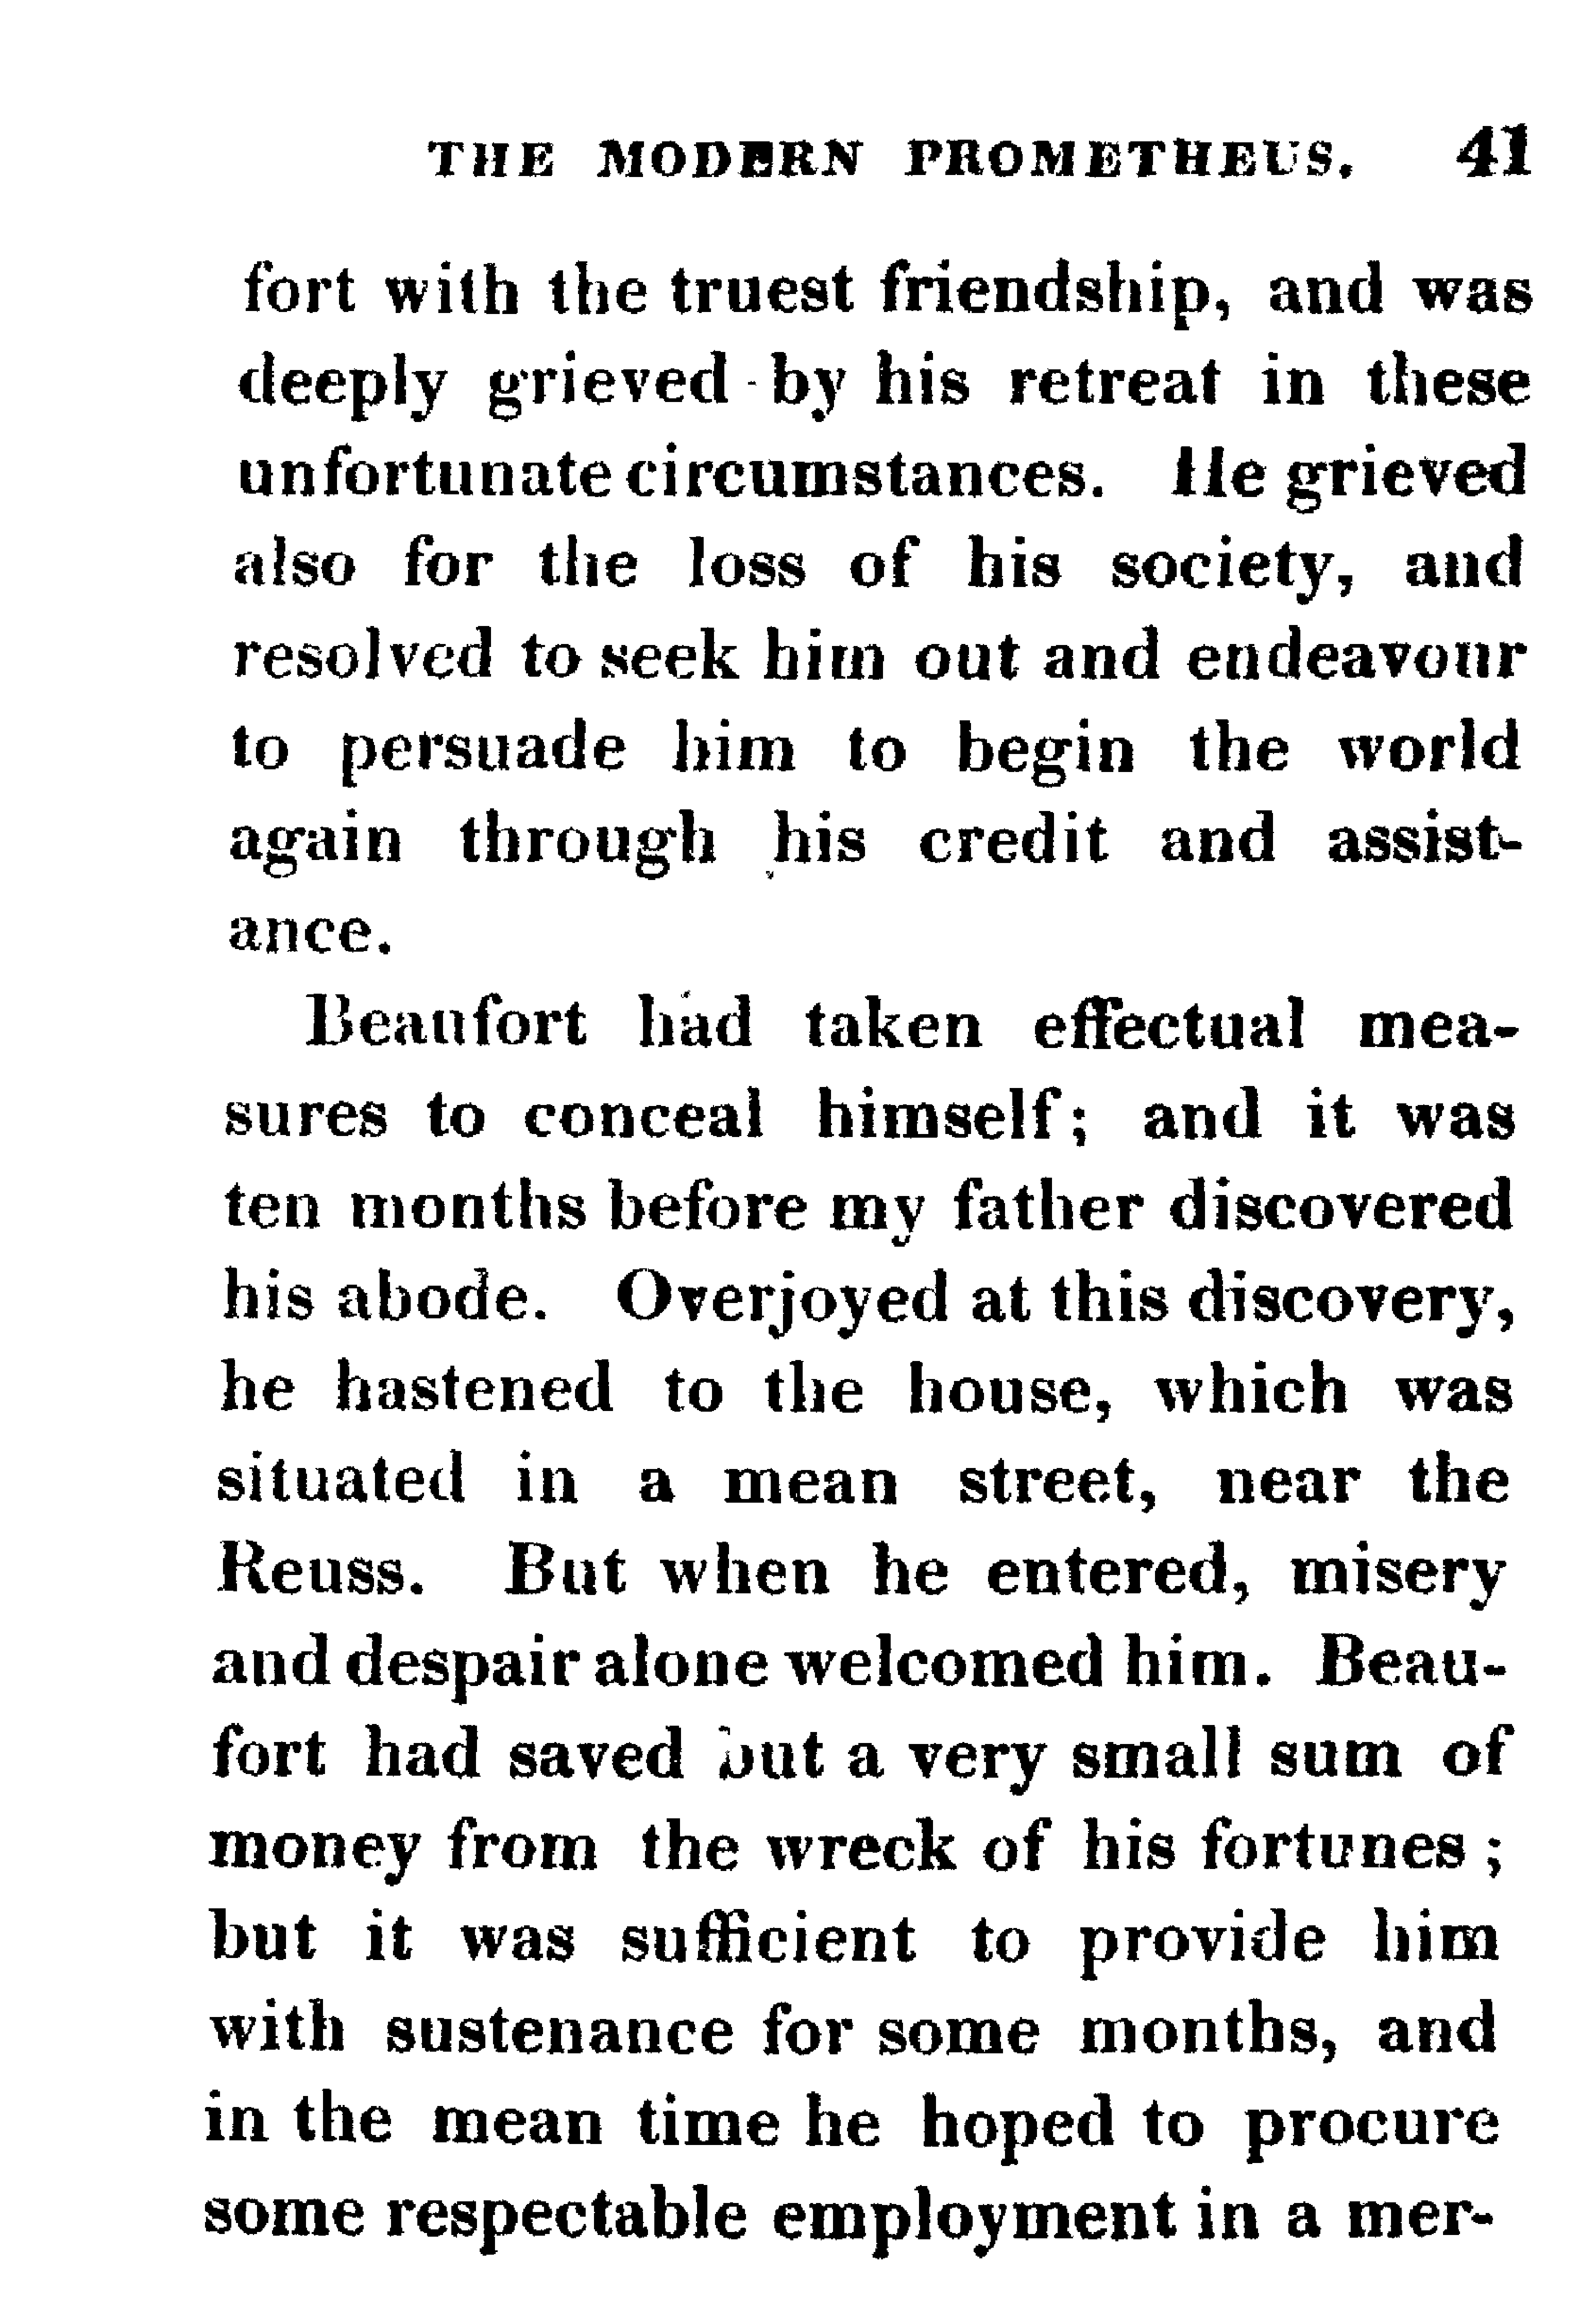 THE MODERN PROMETHEUS. 41
fort with the truest friendship, and was
deeply grieved by his retreat in these
unfortunate circumstances. He grieved
also for the loss of his society, and
resolved to seek him out and endeavour
to persuade him to begin the world
again through his credit and assist-
ance.
Beaufort had taken effectual mea-
sures to conceal himself; and it was
ten months before my father discovered
his abode. Overjoyed at this discovery,
he hastened to the house, which was
situated in a mean street, near the
Reuss. But when he entered, misery
and despair alone welcomed him. Beau-
fort had saved but a very small sum of
money from the wreck of his fortunes ;
but it was sufficient to provide him
with sustenance for some months, and
in the mean time he hoped to procure
some respectable employment in a mer-